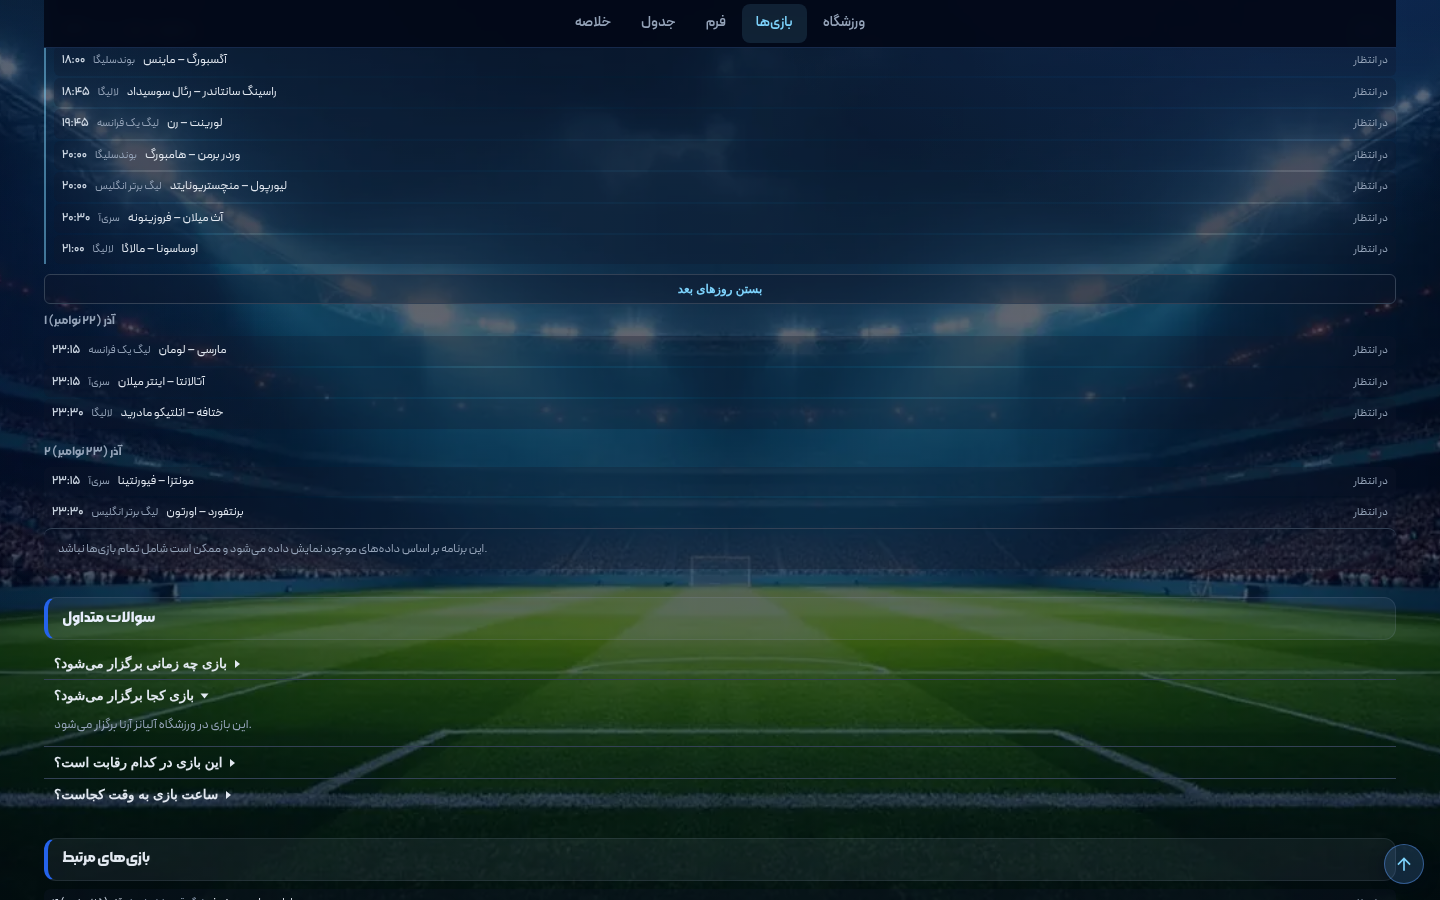 ورزشگاه بازی‌ها فرم جدول خلاصه
۱۸:۰۰ بوندسلیگا آگسبورگ – ماینس در انتظار
۱۸:۴۵ لالیگا راسینگ سانتاندر – رئال سوسیداد در انتظار
۱۹:۴۵ لیگ یک فرانسه لورینت – رن در انتظار
۲۰:۰۰ بوندسلیگا وردر برمن – هامبورگ در انتظار
۲۰:۰۰ لیگ برتر انگلیس لیورپول – منچستریونایتد در انتظار
۲۰:۳۰ سری‌آ آث میلان – فروزینونه در انتظار
۲۱:۰۰ لالیگا اوساسونا – مالاگا در انتظار
بستن روزهای بعد
۱ آذر (۲۲ نوامبر)
۲۳:۱۵ لیگ یک فرانسه مارسی – لومان در انتظار
۲۳:۱۵ سری‌آ آتالانتا – اینتر میلان در انتظار
۲۳:۳۰ لالیگا ختافه – اتلتیکو مادرید در انتظار
۲ آذر (۲۳ نوامبر)
۲۳:۱۵ سری‌آ مونتزا – فیورنتینا در انتظار
۲۳:۳۰ لیگ برتر انگلیس برنتفورد – اورتون در انتظار
این برنامه بر اساس داده‌های موجود نمایش داده می‌شود و ممکن است شامل تمام بازی‌ها نباشد.
سوالات متداول
بازی چه زمانی برگزار می‌شود؟
بازی کجا برگزار می‌شود؟
این بازی در ورزشگاه آلیانز آرنا برگزار می‌شود.
این بازی در کدام رقابت است؟
ساعت بازی به وقت کجاست؟
بازی‌های مرتبط